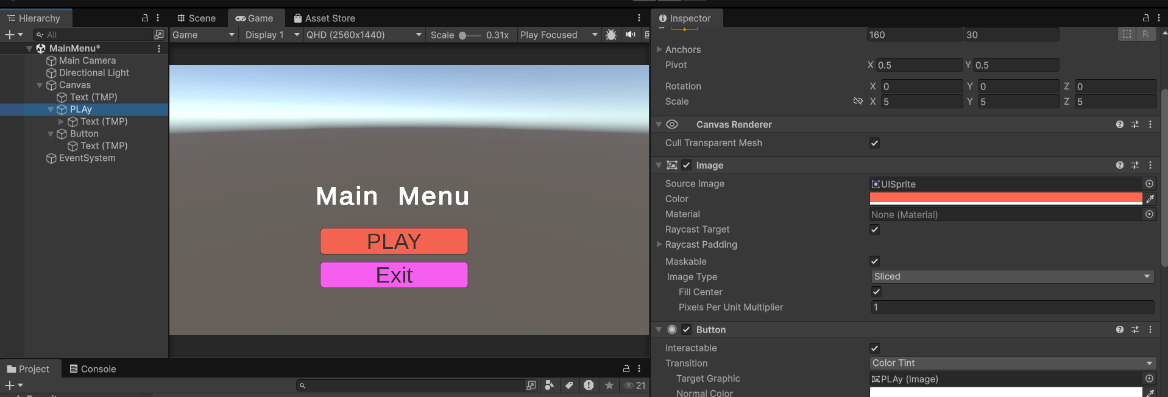 Hierarchy
All
MainMenu*
Main Camera
Directional Light
Canvas
Text (TMP)
PLAy
Text (TMP)
Button
Text (TMP)
EventSystem
Scene Game Asset Store
Game Display 1 QHD (2560x1440) Scale 0.31x Play Focused
Main Menu
PLAY
Exit
Project Console
21
Inspector
160 30
Anchors
Pivot X 0.5 Y 0.5
Rotation X 0 Y 0 Z 0
Scale X 5 Y 5 Z 5
Canvas Renderer
Cull Transparent Mesh
Image
Source Image UISprite
Color
Material None (Material)
Raycast Target
Raycast Padding
Maskable
Image Type Sliced
Fill Center
Pixels Per Unit Multiplier 1
Button
Interactable
Transition Color Tint
Target Graphic PLAy (Image)
Normal Color